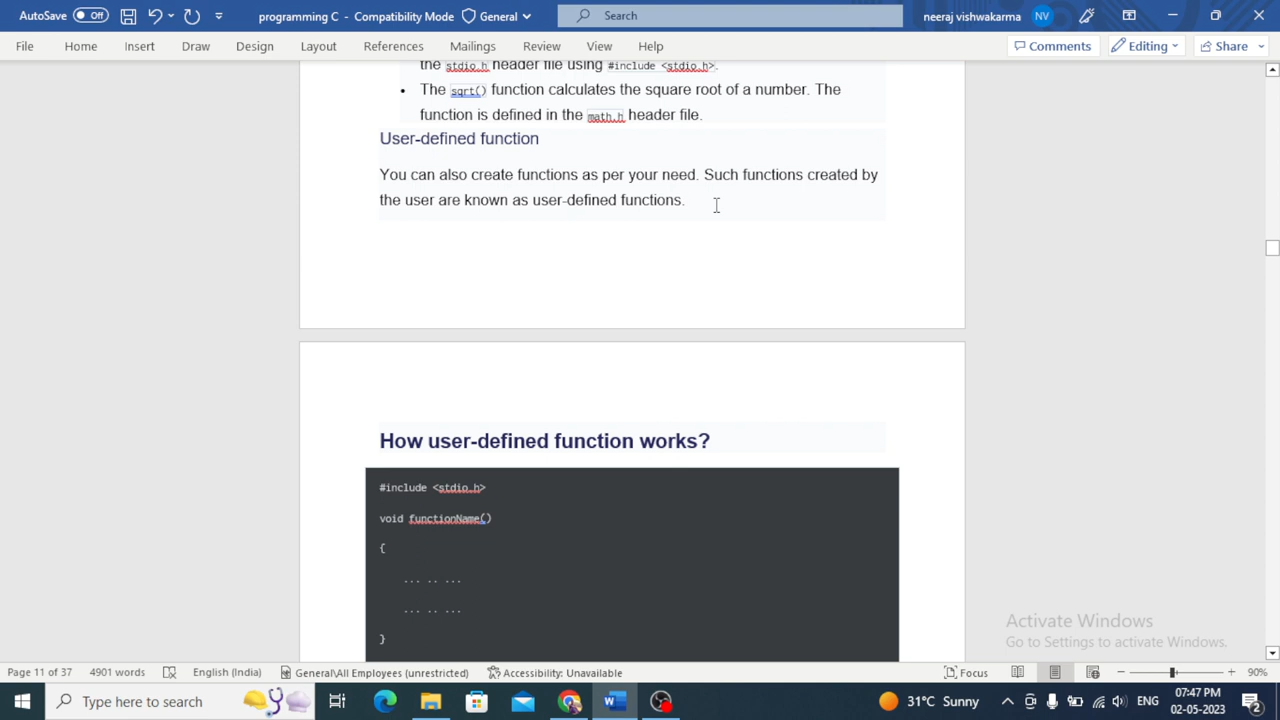 AutoSave Off programming C - Compatibility Mode General Search neeraj vishwakarma NV
File Home Insert Draw Design Layout References Mailings Review View Help Comments Editing Share
the stdio.h header file using #include <stdio.h>.
• The sqrt() function calculates the square root of a number. The
function is defined in the math.h header file.
User-defined function
You can also create functions as per your need. Such functions created by
the user are known as user-defined functions.
How user-defined function works?
#include <stdio.h>
void functionName()
{
... .. ...
... .. ...
}
Activate Windows
Go to Settings to activate Windows.
Page 11 of 37 4901 words English (India) General\All Employees (unrestricted) Accessibility: Unavailable Focus 90%
Type here to search 31°C Sunny ENG 07:47 PM
02-05-2023 2